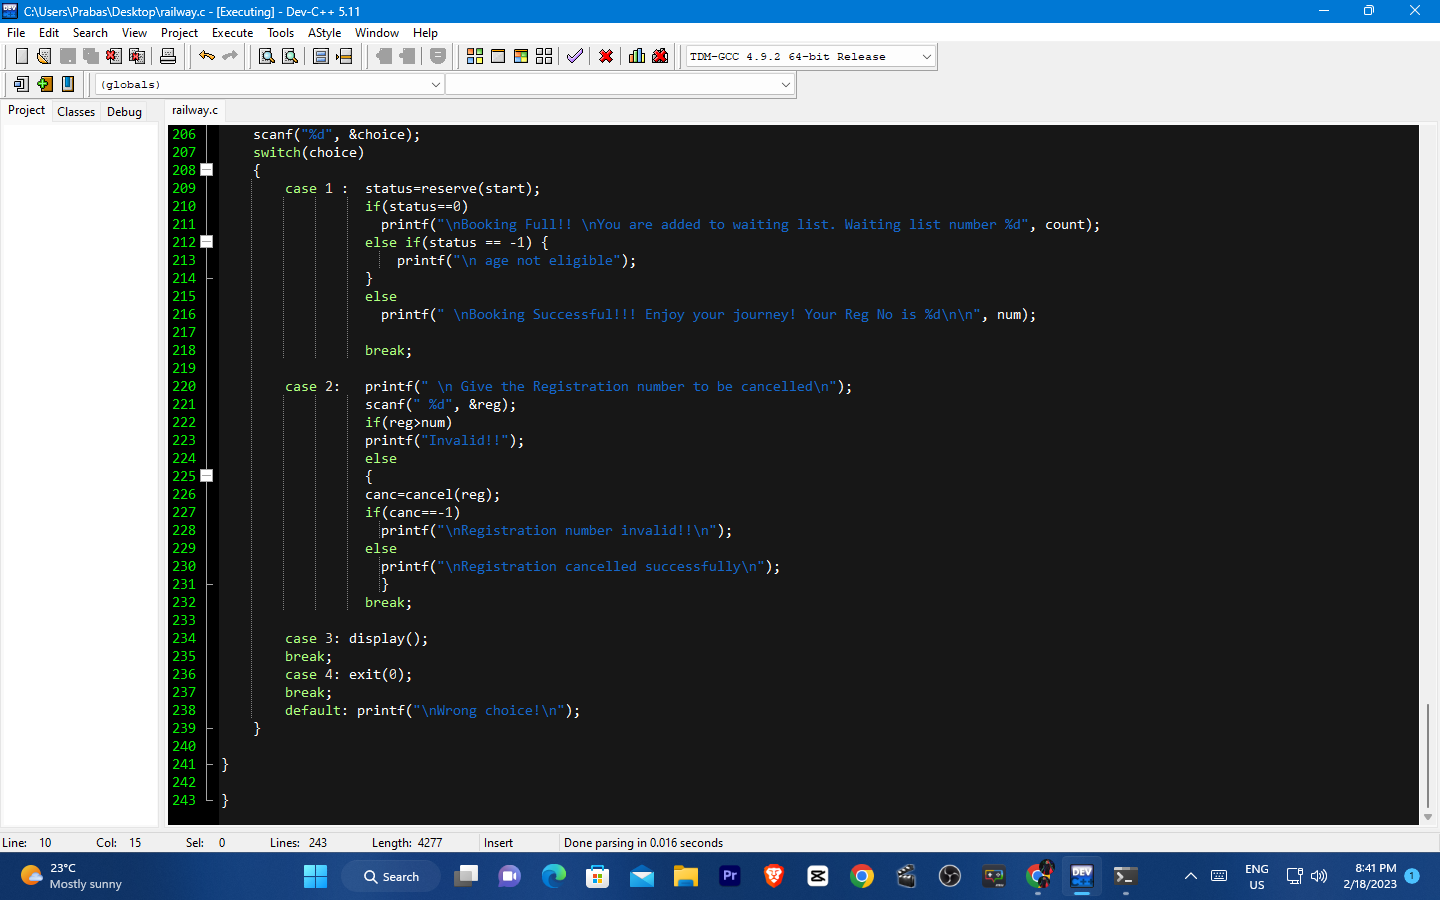 C:\Users\Prabas\Desktop\railway.c - [Executing] - Dev-C++ 5.11
File Edit Search View Project Execute Tools AStyle Window Help
TDM-GCC 4.9.2 64-bit Release
(globals)
Project Classes Debug
railway.c
206 scanf("%d", &choice);
207 switch(choice)
208 {
209 case 1 : status=reserve(start);
210 if(status==0)
211 printf("\nBooking Full!! \nYou are added to waiting list. Waiting list number %d", count);
212 else if(status == -1) {
213 printf("\n age not eligible");
214 }
215 else
216 printf(" \nBooking Successful!!! Enjoy your journey! Your Reg No is %d\n\n", num);
217
218 break;
219
220 case 2: printf(" \n Give the Registration number to be cancelled\n");
221 scanf(" %d", &reg);
222 if(reg>num)
223 printf("Invalid!!");
224 else
225 {
226 canc=cancel(reg);
227 if(canc==-1)
228 printf("\nRegistration number invalid!!\n");
229 else
230 printf("\nRegistration cancelled successfully\n");
231 }
232 break;
233
234 case 3: display();
235 break;
236 case 4: exit(0);
237 break;
238 default: printf("\nWrong choice!\n");
239 }
240
241 }
242
243 }
Line: 10 Col: 15 Sel: 0 Lines: 243 Length: 4277 Insert Done parsing in 0.016 seconds
23°C
Mostly sunny
Search
Pr
DEV
ENG
US
8:41 PM
2/18/2023
1